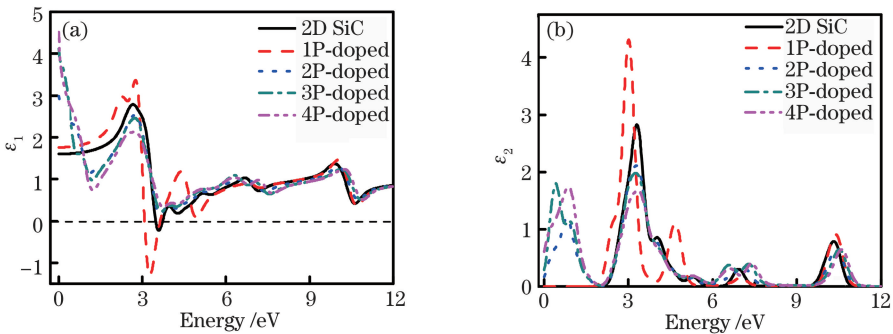 (a)
2D SiC
1P-doped
2P-doped
3P-doped
4P-doped
5
4
3
2
1
0
−1
ε1
0
3
6
9
12
Energy /eV
(b)
2D SiC
1P-doped
2P-doped
3P-doped
4P-doped
4
3
2
1
0
ε2
0
3
6
9
12
Energy /eV